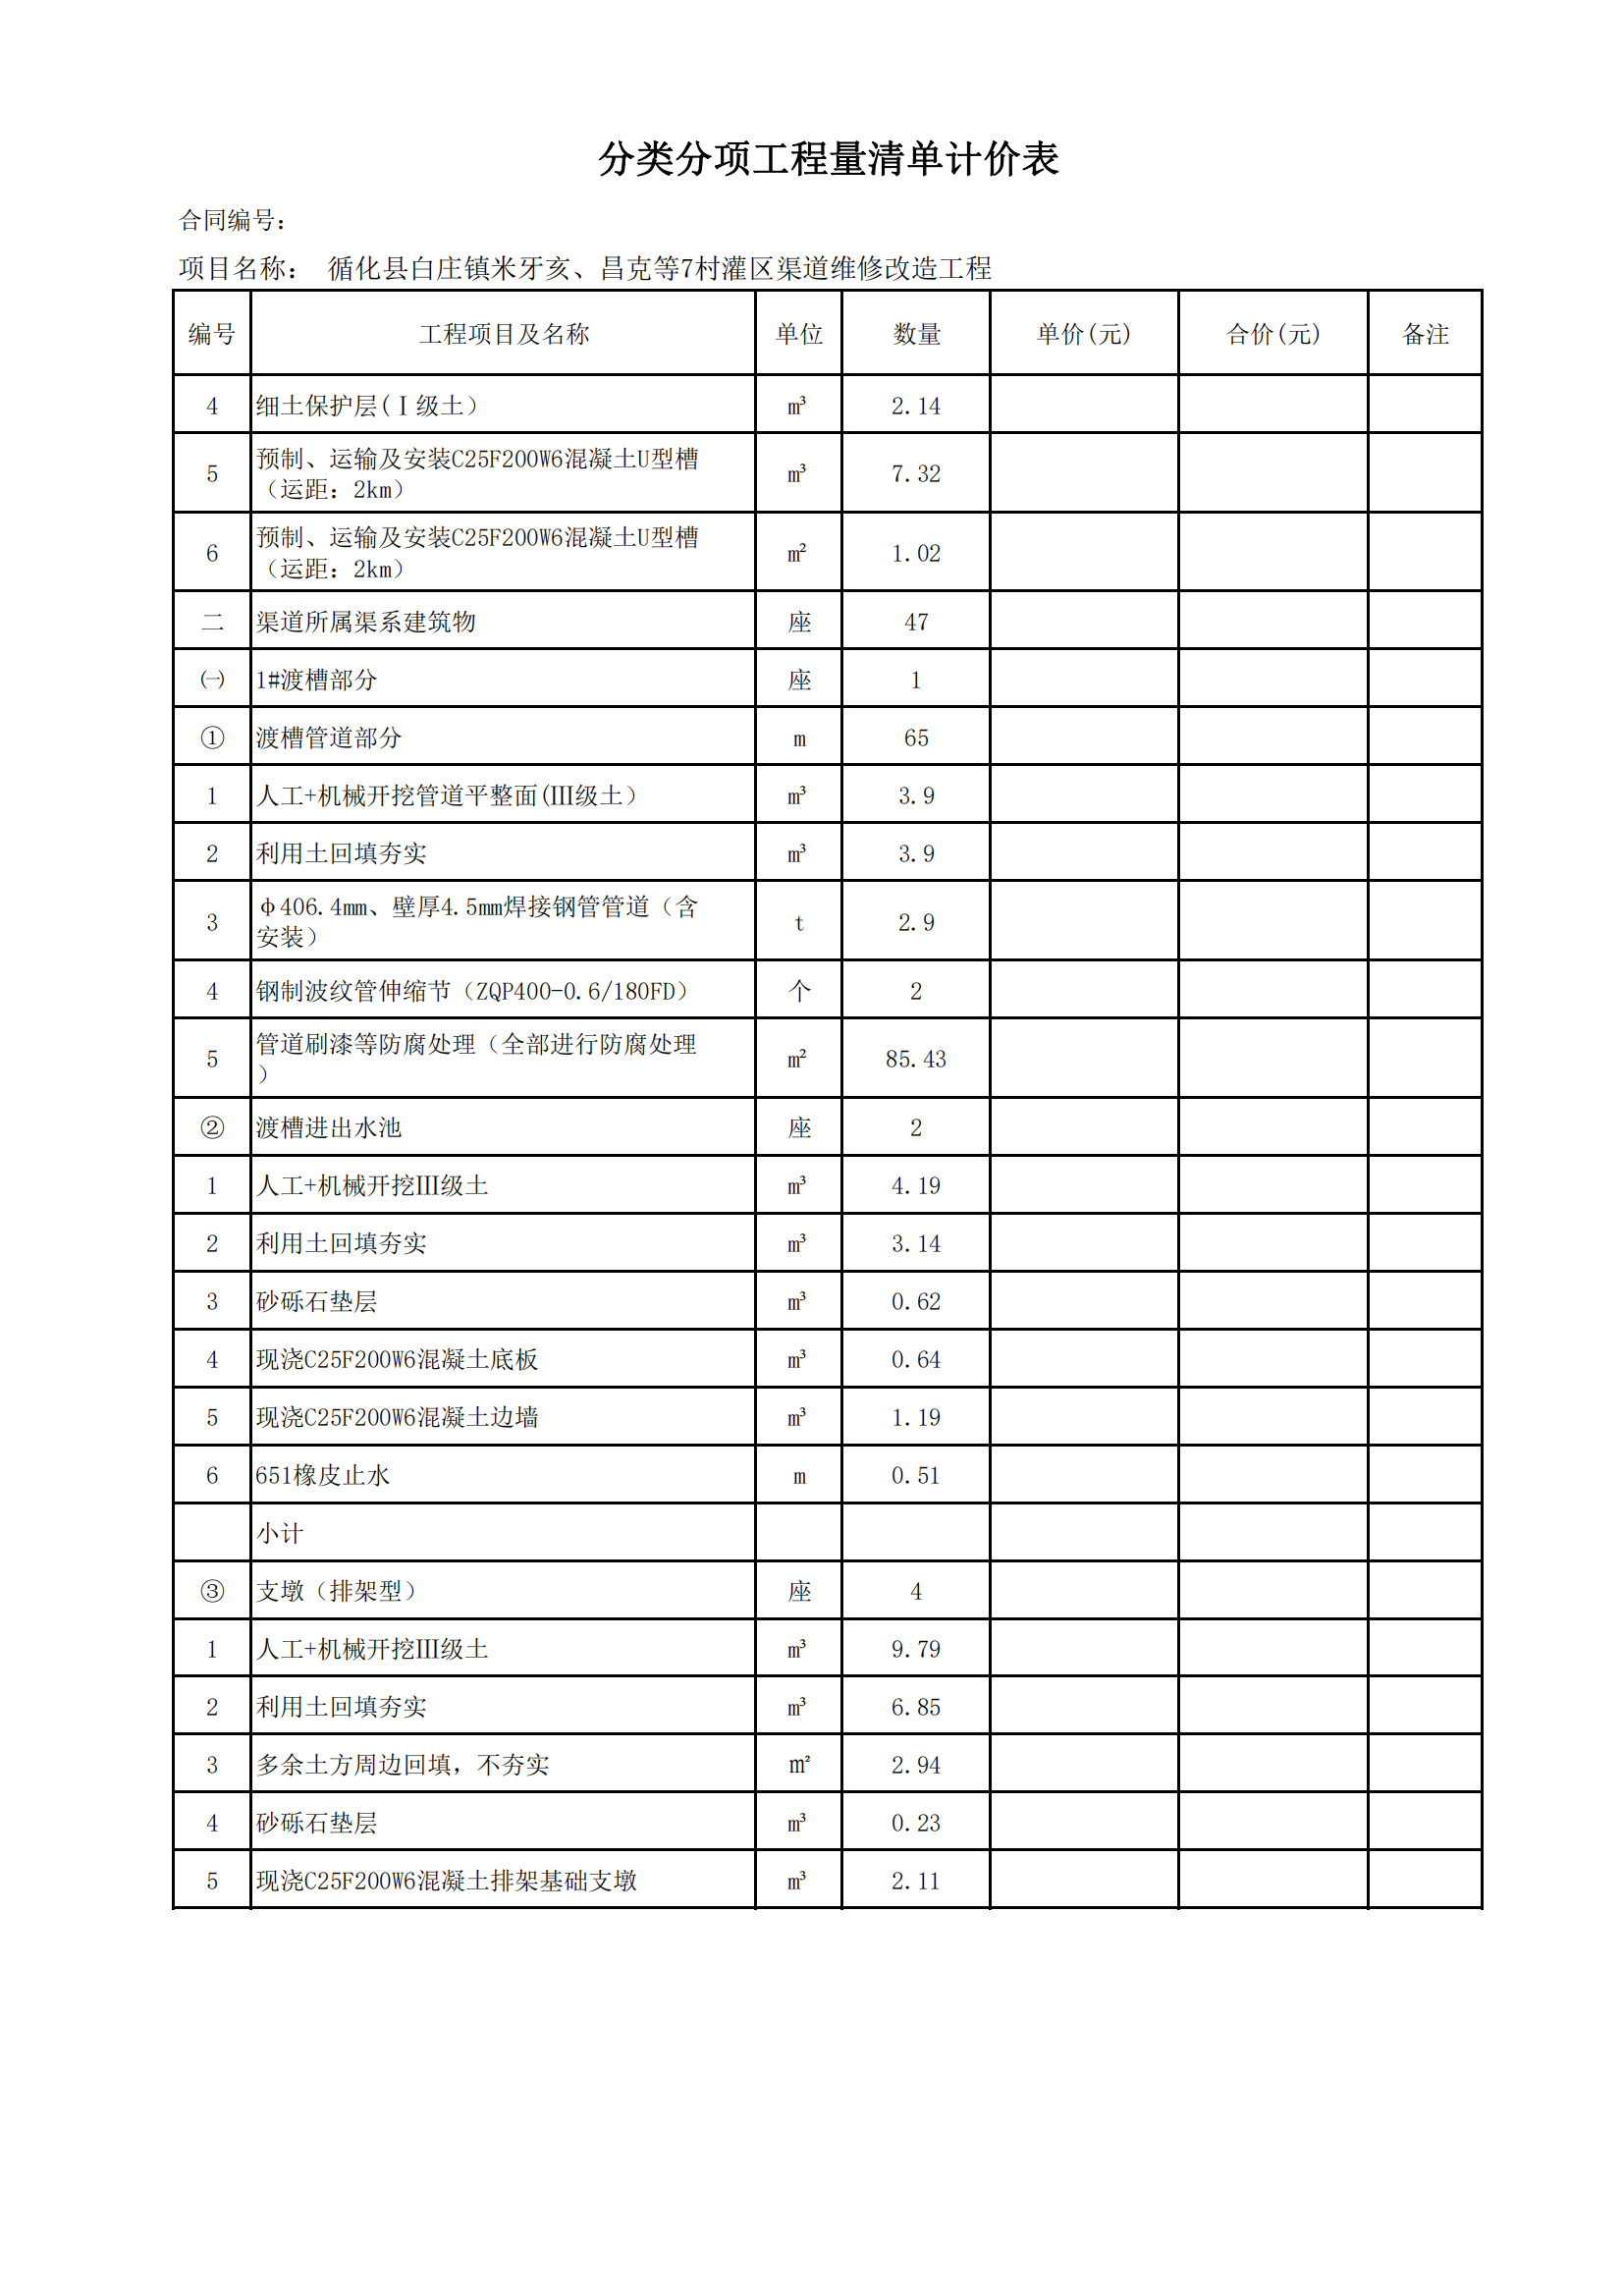 分类分项工程量清单计价表
合同编号：
项目名称： 循化县白庄镇米牙亥、昌克等7村灌区渠道维修改造工程
编号 工程项目及名称 单位 数量 单价(元) 合价(元) 备注
4 细土保护层(Ⅰ级土） m³ 2.14
5 预制、运输及安装C25F200W6混凝土U型槽
（运距：2km） m³ 7.32
6 预制、运输及安装C25F200W6混凝土U型槽
（运距：2km） m² 1.02
二 渠道所属渠系建筑物 座 47
㈠ 1#渡槽部分 座 1
① 渡槽管道部分 m 65
1 人工+机械开挖管道平整面(Ⅲ级土） m³ 3.9
2 利用土回填夯实 m³ 3.9
3 φ406.4mm、壁厚4.5mm焊接钢管管道（含
安装） t 2.9
4 钢制波纹管伸缩节（ZQP400-0.6/180FD） 个 2
5 管道刷漆等防腐处理（全部进行防腐处理
） m² 85.43
② 渡槽进出水池 座 2
1 人工+机械开挖Ⅲ级土 m³ 4.19
2 利用土回填夯实 m³ 3.14
3 砂砾石垫层 m³ 0.62
4 现浇C25F200W6混凝土底板 m³ 0.64
5 现浇C25F200W6混凝土边墙 m³ 1.19
6 651橡皮止水 m 0.51
小计
③ 支墩（排架型） 座 4
1 人工+机械开挖Ⅲ级土 m³ 9.79
2 利用土回填夯实 m³ 6.85
3 多余土方周边回填，不夯实 m² 2.94
4 砂砾石垫层 m³ 0.23
5 现浇C25F200W6混凝土排架基础支墩 m³ 2.11